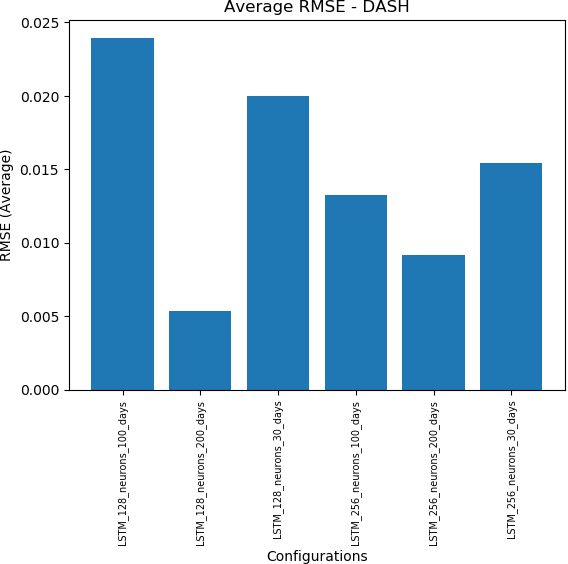 Average RMSE - DASH
0.025
0.020
0.015
0.010
0.005
0.000
RMSE (Average)
LSTM_128_neurons_100_days
LSTM_128_neurons_200_days
LSTM_128_neurons_30_days
LSTM_256_neurons_100_days
LSTM_256_neurons_200_days
LSTM_256_neurons_30_days
Configurations